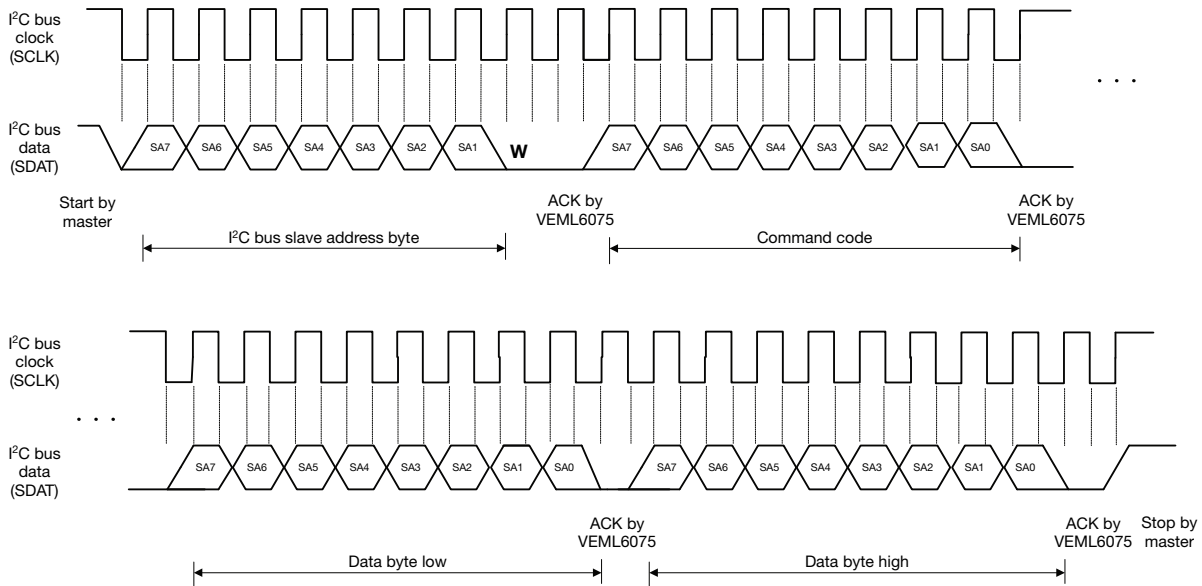 I²C bus
clock
(SCLK)
. . .
I²C bus
data
(SDAT)
SA7 SA6 SA5 SA4 SA3 SA2 SA1 W SA7 SA6 SA5 SA4 SA3 SA2 SA1 SA0
Start by
master
ACK by
VEML6075
ACK by
VEML6075
I²C bus slave address byte
Command code
I²C bus
clock
(SCLK)
. . .
I²C bus
data
(SDAT)
SA7 SA6 SA5 SA4 SA3 SA2 SA1 SA0 SA7 SA6 SA5 SA4 SA3 SA2 SA1 SA0
ACK by
VEML6075
ACK by
VEML6075
Stop by
master
Data byte low
Data byte high